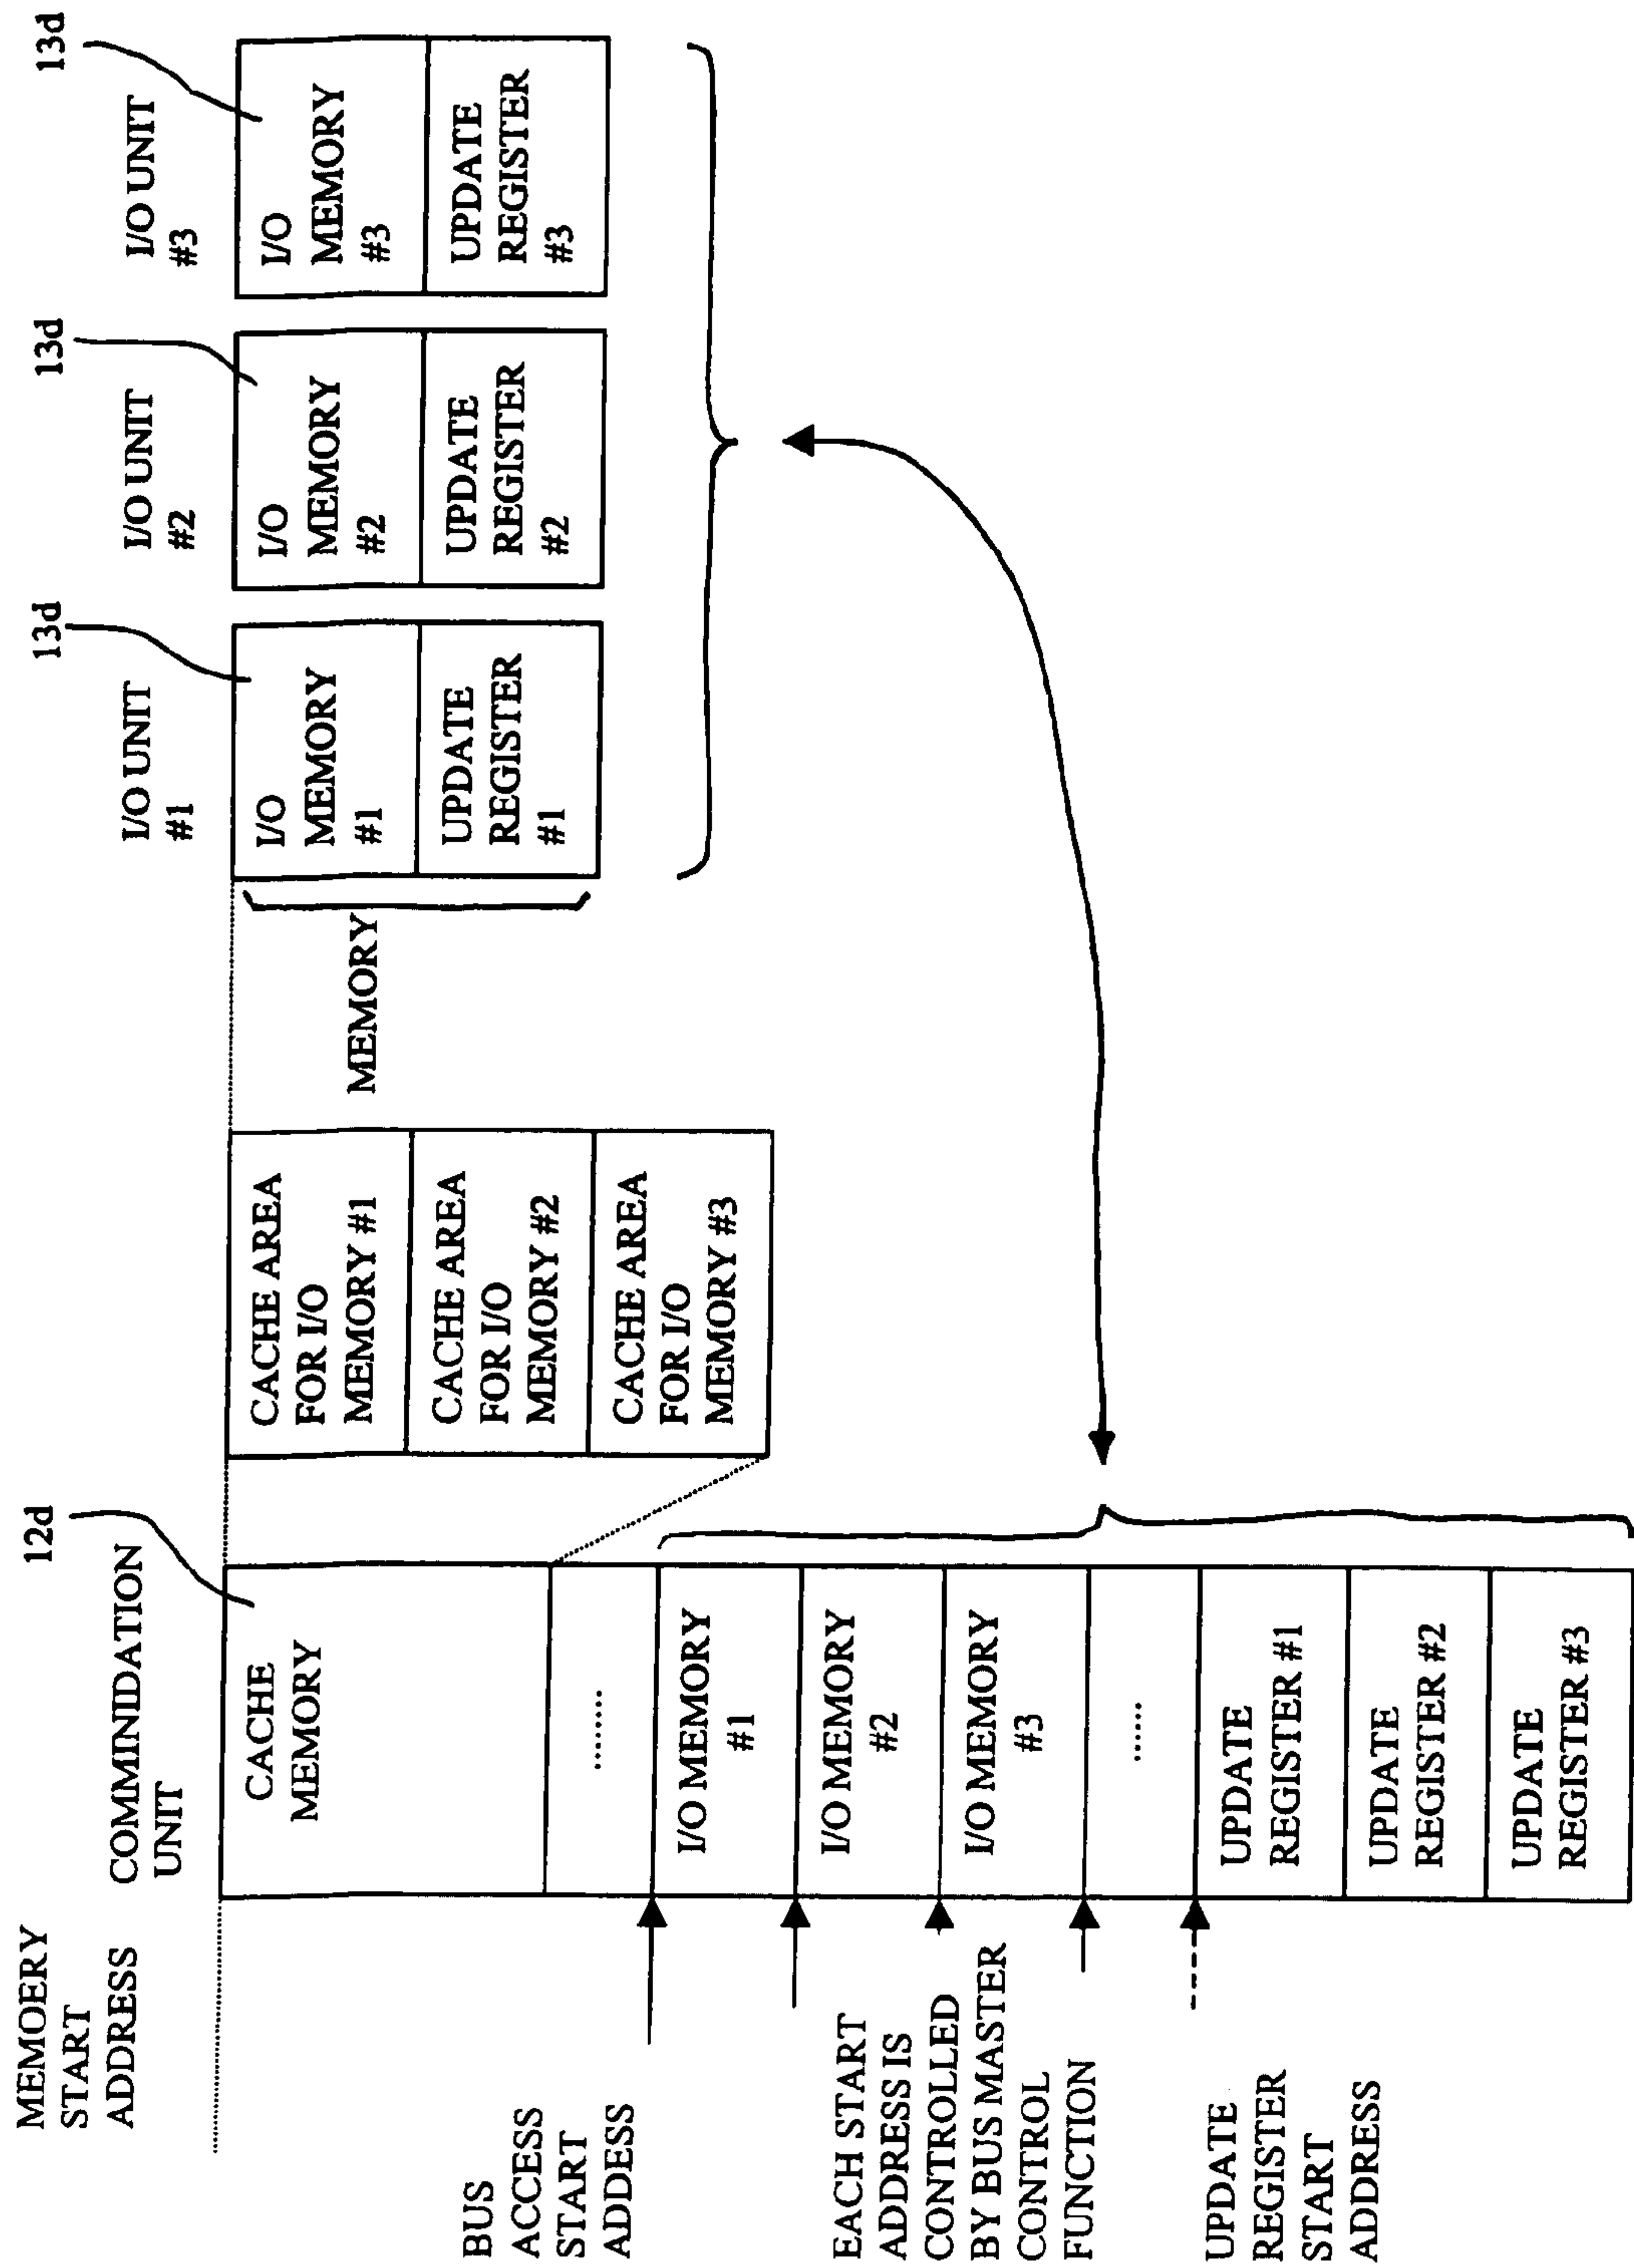 MEMOERY
START
ADDRESS
COMMINIDATION
UNIT
12d
CACHE
MEMORY
........
I/O MEMORY
#1
I/O MEMORY
#2
I/O MEMORY
#3
......
UPDATE
REGISTER #1
UPDATE
REGISTER #2
UPDATE
REGISTER #3
BUS
ACCESS
START
ADDESS
EACH START
ADDRESS IS
CONTROLLED
BY BUS MASTER
CONTROL
FUNCTION
UPDATE
REGISTER
START
ADDRESS
CACHE AREA
FOR I/O
MEMORY #1
CACHE AREA
FOR I/O
MEMORY #2
CACHE AREA
FOR I/O
MEMORY #3
MEMORY
I/O UNIT
#1
13d
I/O
MEMORY
#1
UPDATE
REGISTER
#1
I/O UNIT
#2
13d
I/O
MEMORY
#2
UPDATE
REGISTER
#2
I/O UNIT
#3
13d
I/O
MEMORY
#3
UPDATE
REGISTER
#3